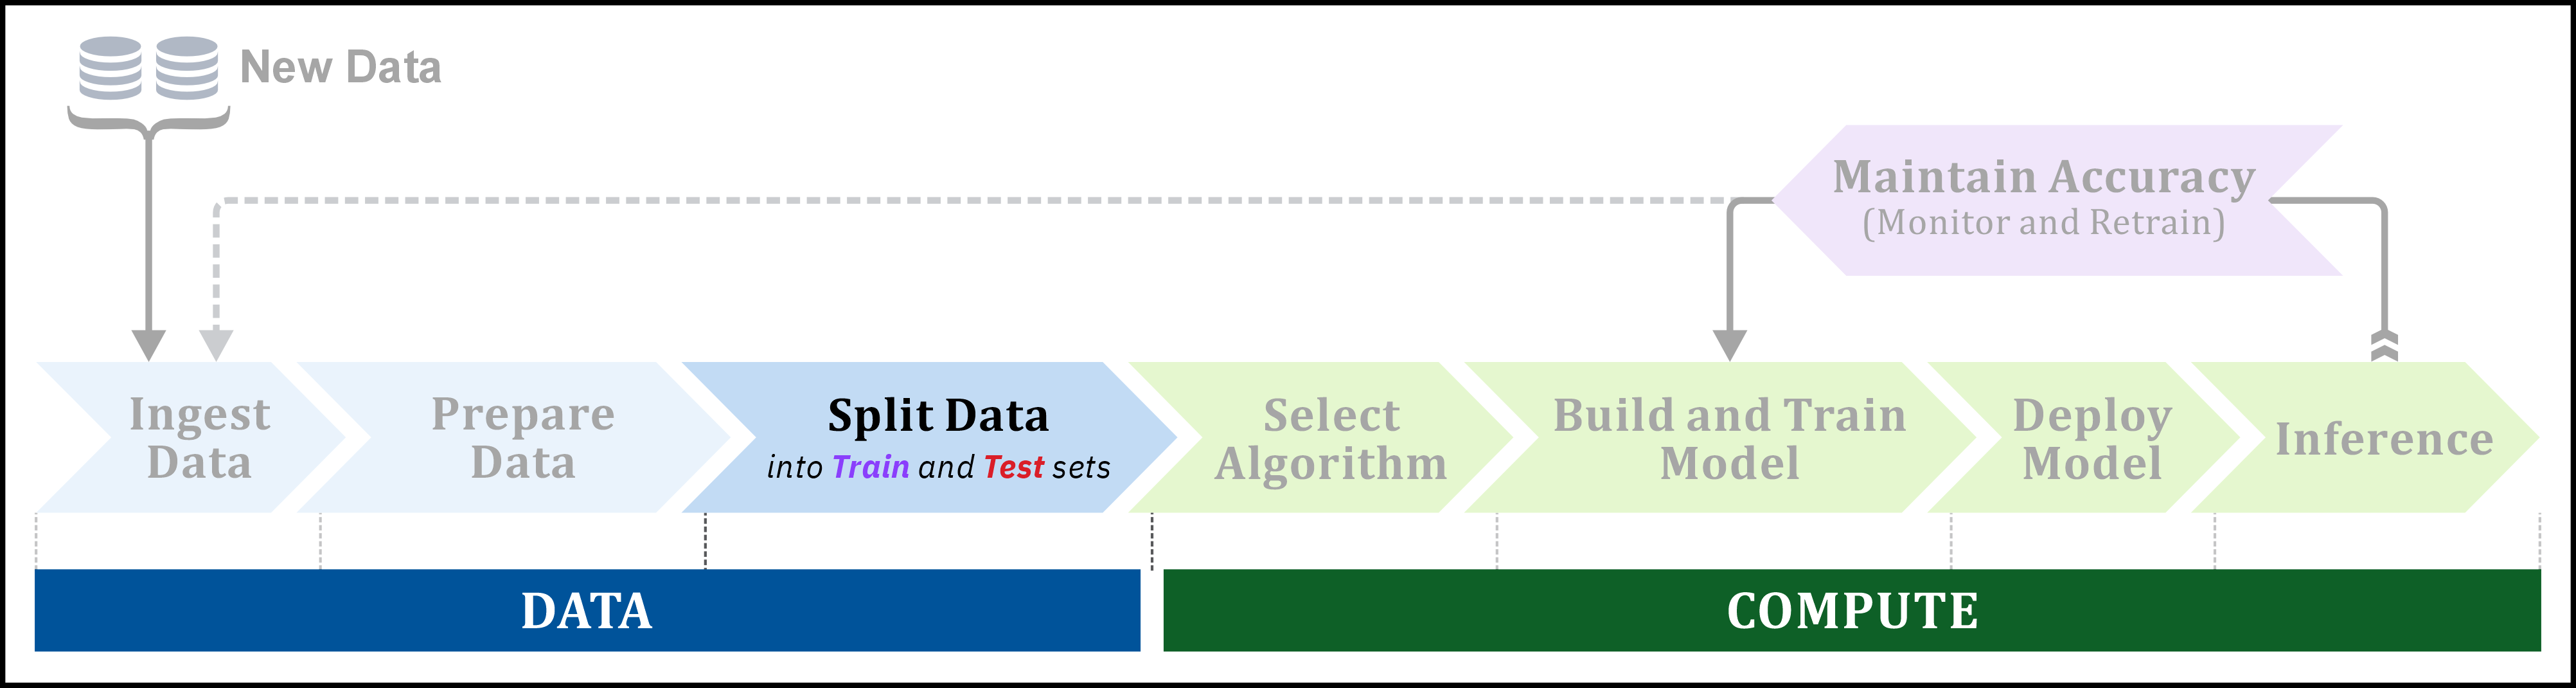 New Data
Maintain Accuracy
(Monitor and Retrain)
Ingest
Data
Prepare
Data
Split Data
into Train and Test sets
Select
Algorithm
Build and Train
Model
Deploy
Model
Inference
DATA
COMPUTE